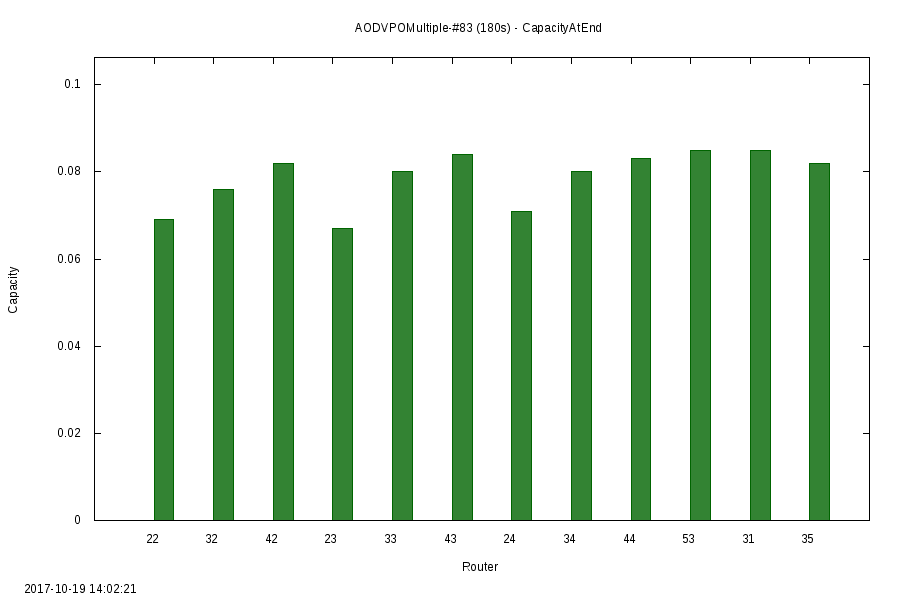 AODVPOMultiple-#83 (180s) - CapacityAtEnd
0.1
0.08
0.06
0.04
0.02
0
Capacity
22 32 42 23 33 43 24 34 44 53 31 35
Router
2017-10-19 14:02:21